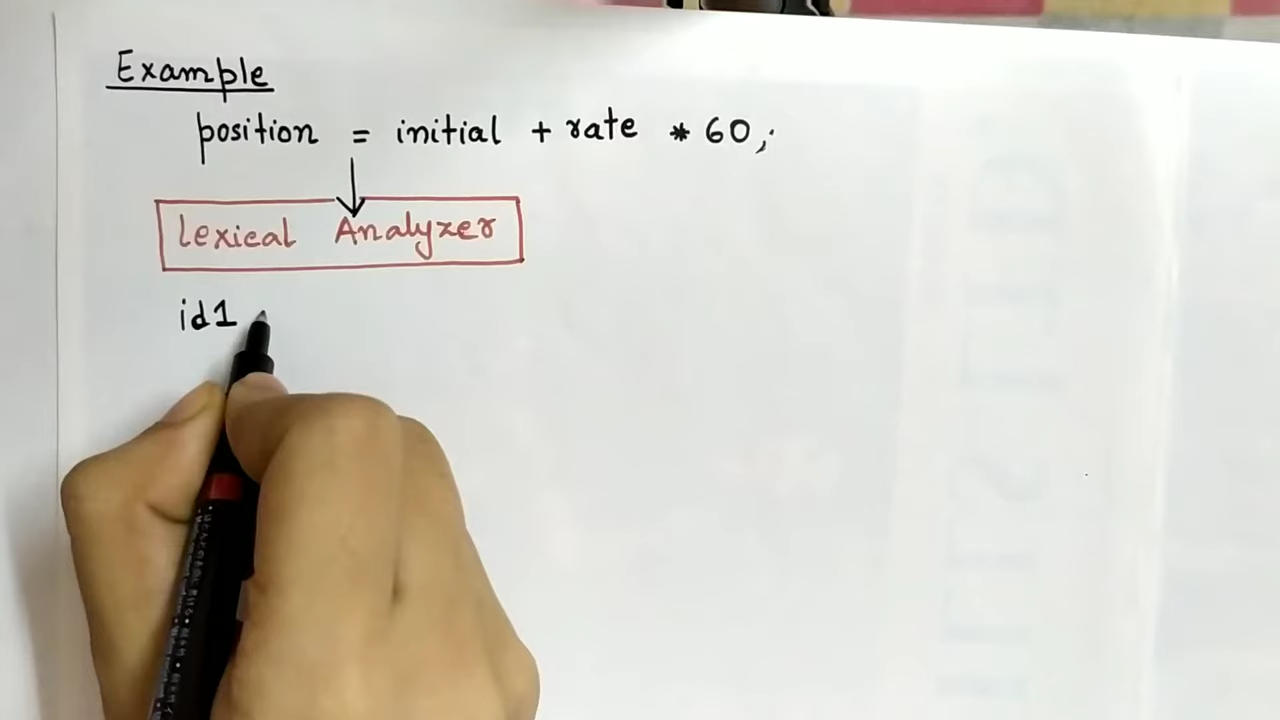 Example
position = initial + rate * 60;
Lexical Analyzer
id1